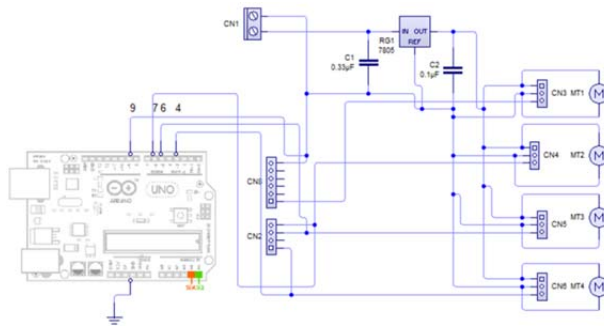 CN1
IN OUT
REF
RG1
7805
C1
0.33µF
C2
0.1µF
CN3
MT1
M
CN4
MT2
M
CN5
MT3
M
CN6
MT4
M
9 7 6 4
CN6
CN2
ARDUINO
UNO